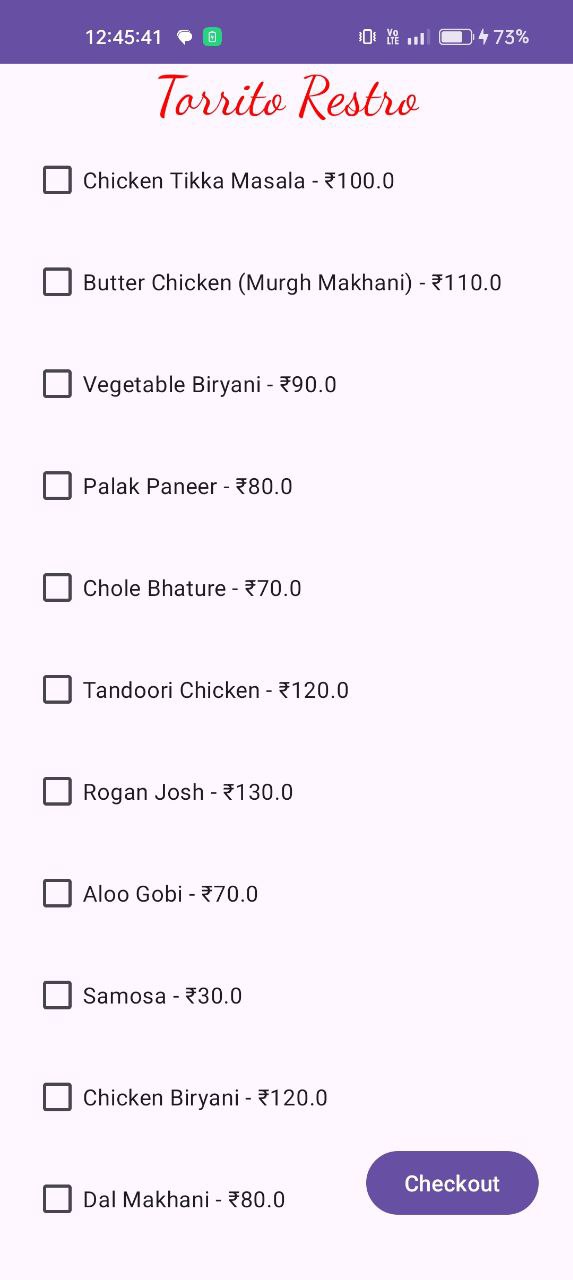 12:45:41 Vo LTE 73%
Torrito Restro
Chicken Tikka Masala - ₹100.0
Butter Chicken (Murgh Makhani) - ₹110.0
Vegetable Biryani - ₹90.0
Palak Paneer - ₹80.0
Chole Bhature - ₹70.0
Tandoori Chicken - ₹120.0
Rogan Josh - ₹130.0
Aloo Gobi - ₹70.0
Samosa - ₹30.0
Chicken Biryani - ₹120.0
Dal Makhani - ₹80.0
Checkout